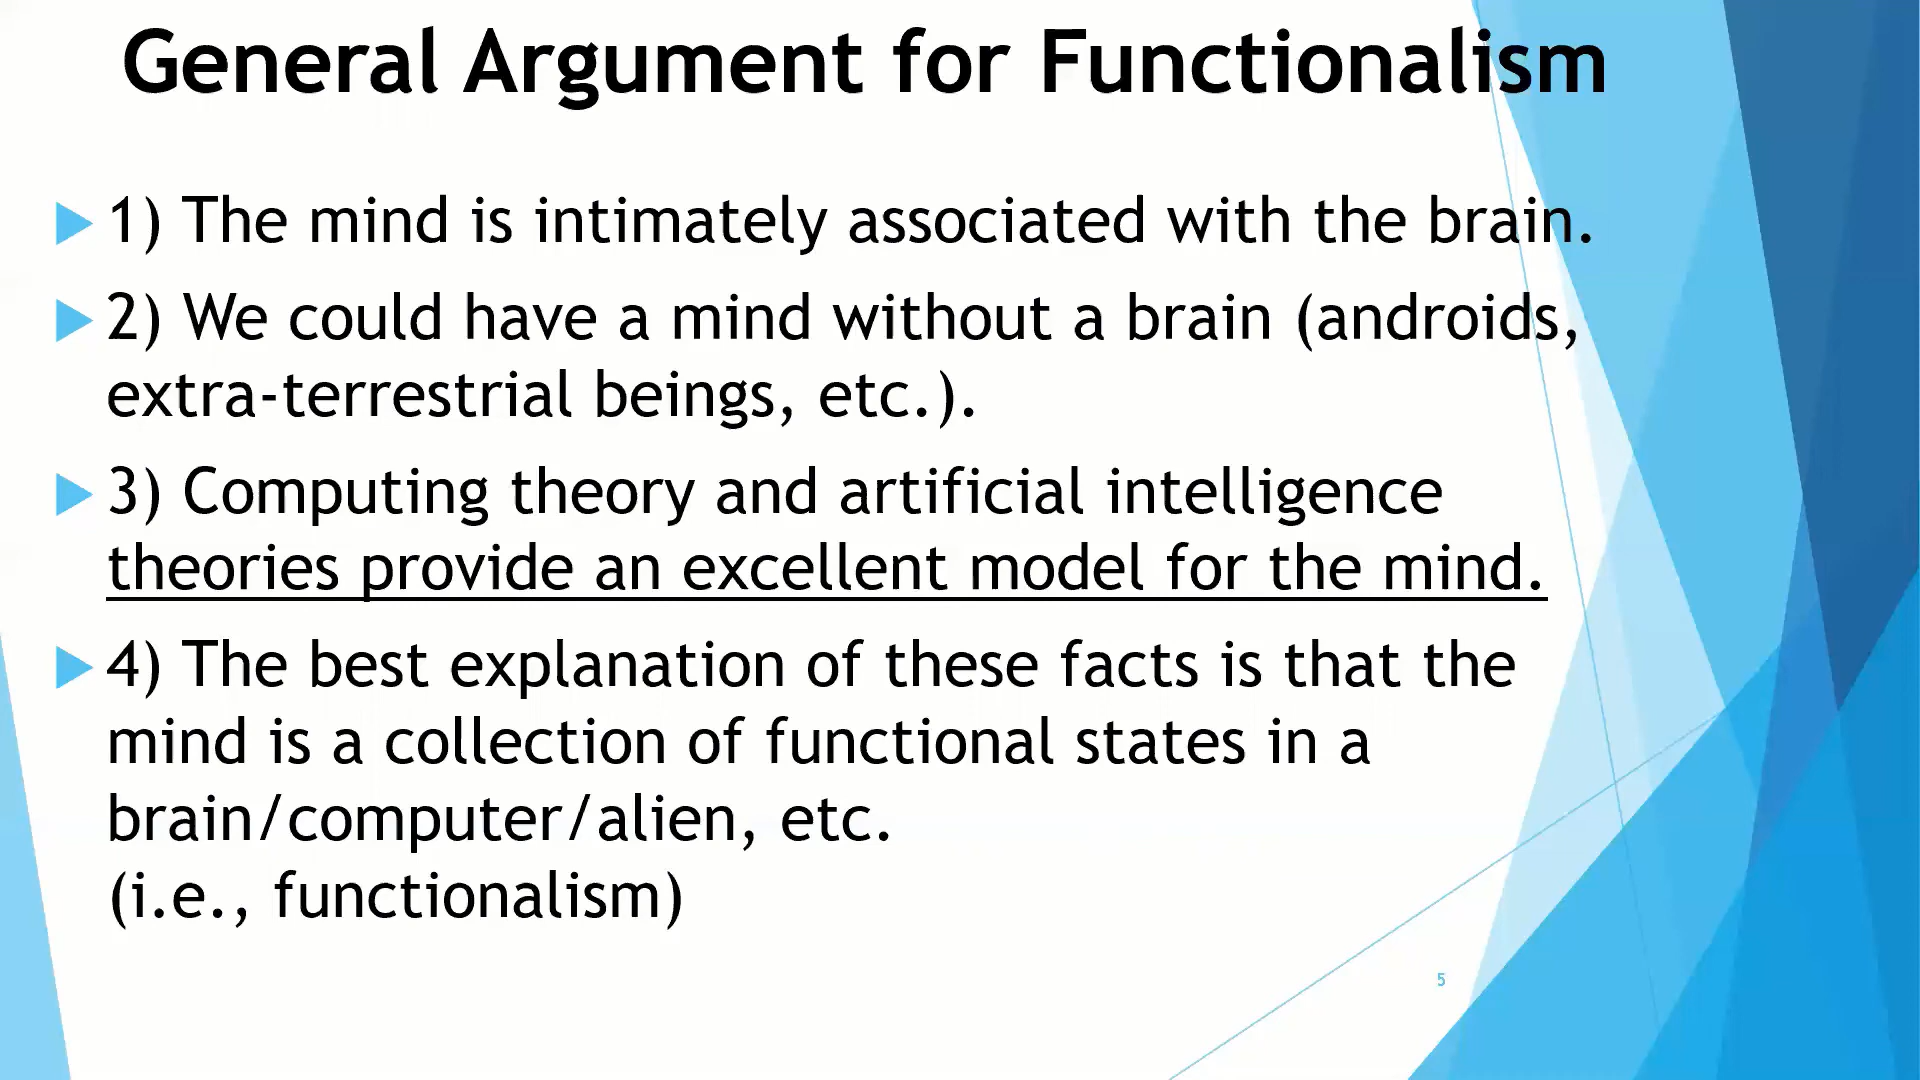 General Argument for Functionalism
1) The mind is intimately associated with the brain.
2) We could have a mind without a brain (androids,
extra-terrestrial beings, etc.).
3) Computing theory and artificial intelligence
theories provide an excellent model for the mind.
4) The best explanation of these facts is that the
mind is a collection of functional states in a
brain/computer/alien, etc.
(i.e., functionalism)
5